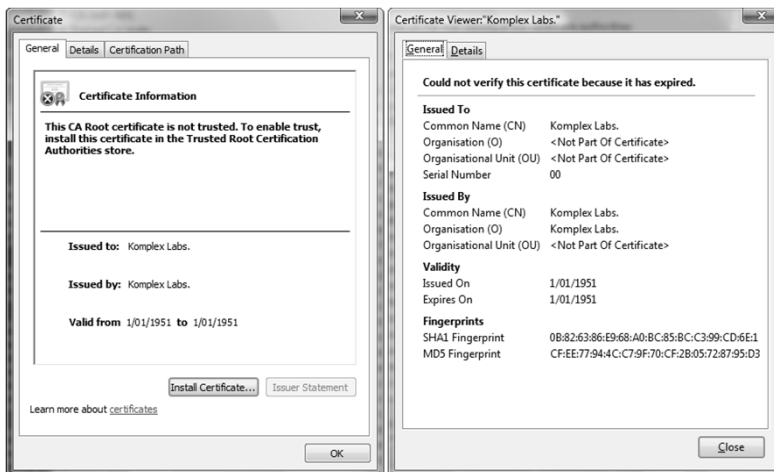 Certificate
General Details Certification Path
Certificate Information
This CA Root certificate is not trusted. To enable trust,
install this certificate in the Trusted Root Certification
Authorities store.
Issued to: Komplex Labs.
Issued by: Komplex Labs.
Valid from 1/01/1951 to 1/01/1951
Install Certificate... Issuer Statement
Learn more about certificates
OK
Certificate Viewer:"Komplex Labs."
General Details
Could not verify this certificate because it has expired.
Issued To
Common Name (CN) Komplex Labs.
Organisation (O) <Not Part Of Certificate>
Organisational Unit (OU) <Not Part Of Certificate>
Serial Number 00
Issued By
Common Name (CN) Komplex Labs.
Organisation (O) Komplex Labs.
Organisational Unit (OU) <Not Part Of Certificate>
Validity
Issued On 1/01/1951
Expires On 1/01/1951
Fingerprints
SHA1 Fingerprint 0B:82:63:86:E9:68:A0:BC:85:BC:C3:99:CD:6E:1
MD5 Fingerprint CF:EE:77:94:4C:C7:9F:70:CF:2B:05:72:87:95:D3
Close